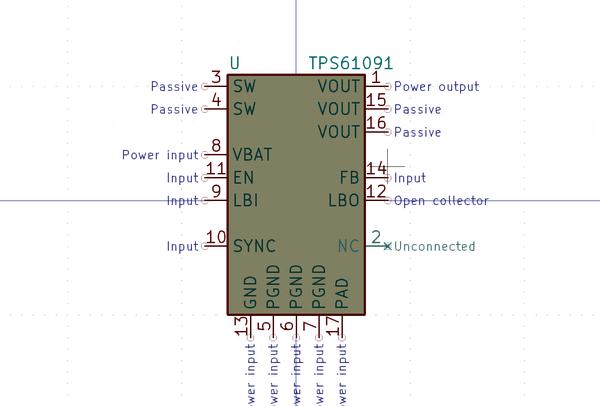 U TPS61091
Passive 3 SW VOUT 1 Power output
Passive 4 SW VOUT 15 Passive
VOUT 16 Passive
Power input 8 VBAT
Input 11 EN FB 14 Input
Input 9 LBI LBO 12 Open collector
Input 10 SYNC NC 2 Unconnected
GND PGND PGND PGND PAD
13 5 6 7 17
wer input wer input wer input wer input wer input